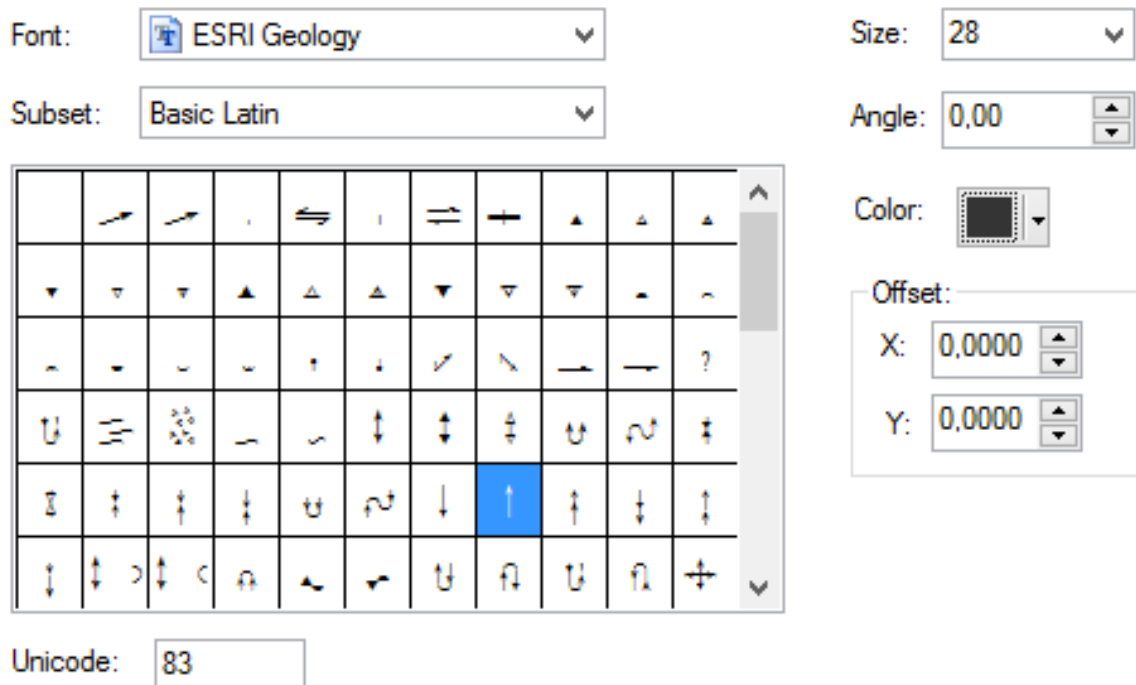 Font: ESRI Geology Size: 28
Subset: Basic Latin Angle: 0,00
Color:
Offset:
X: 0,0000
?
Y: 0,0000
Unicode: 83